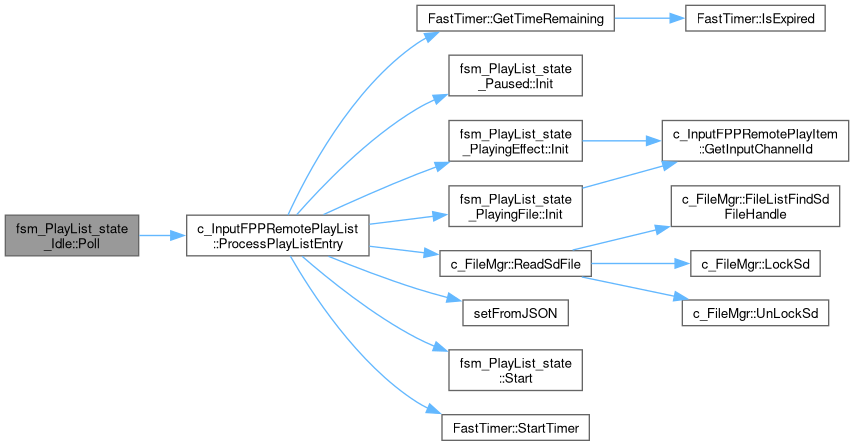 fsm_PlayList_state
_Idle::Poll
c_InputFPPRemotePlayList
::ProcessPlayListEntry
FastTimer::GetTimeRemaining
FastTimer::IsExpired
fsm_PlayList_state
_Paused::Init
fsm_PlayList_state
_PlayingEffect::Init
c_InputFPPRemotePlayItem
::GetInputChannelId
fsm_PlayList_state
_PlayingFile::Init
c_FileMgr::ReadSdFile
c_FileMgr::FileListFindSd
FileHandle
c_FileMgr::LockSd
c_FileMgr::UnLockSd
setFromJSON
fsm_PlayList_state
::Start
FastTimer::StartTimer